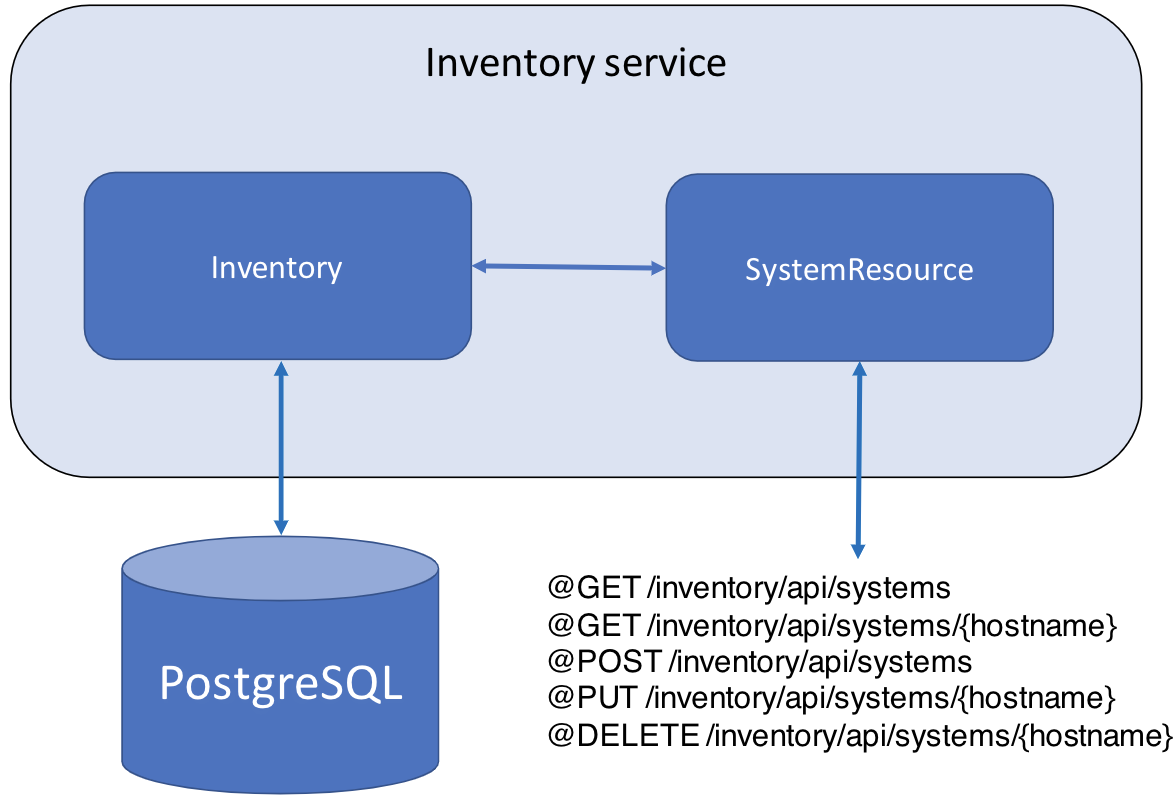 Inventory service
Inventory
SystemResource
PostgreSQL
@GET /inventory/api/systems
@GET /inventory/api/systems/{hostname}
@POST /inventory/api/systems
@PUT /inventory/api/systems/{hostname}
@DELETE /inventory/api/systems/{hostname}